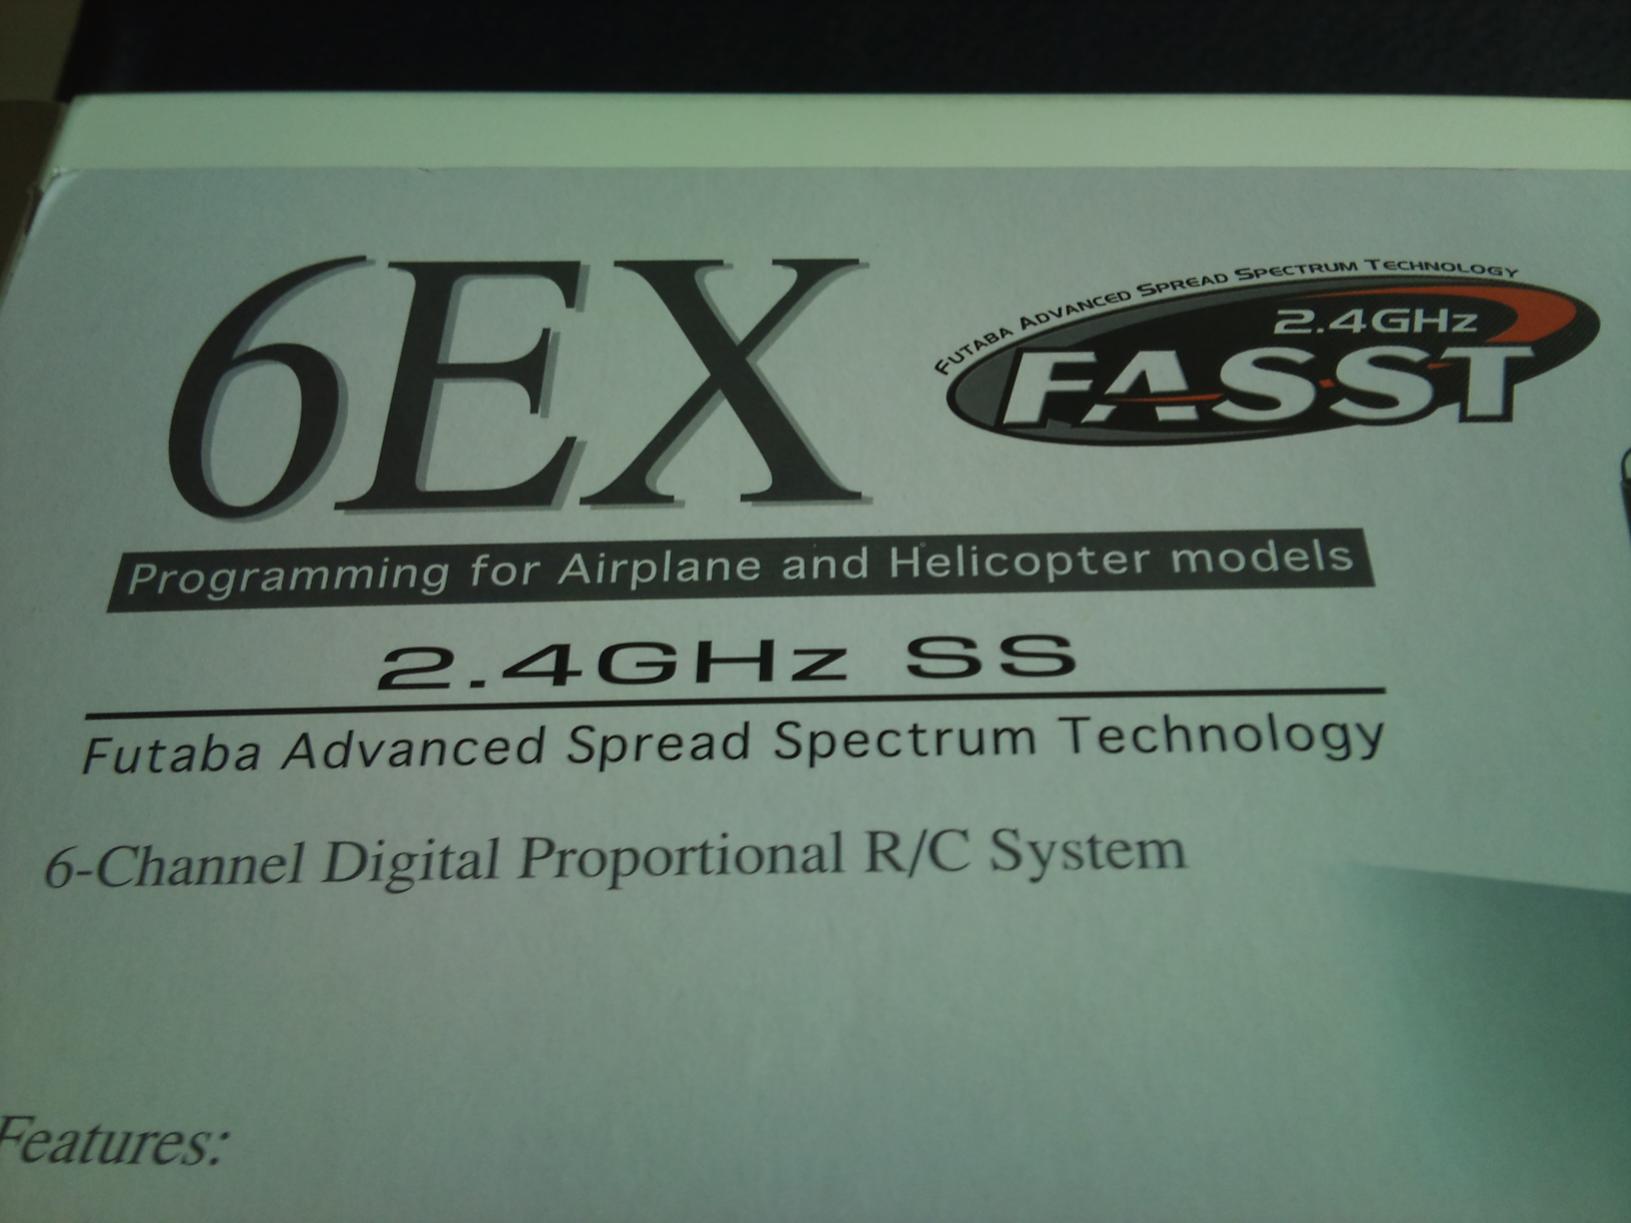 6EX
FUTABA ADVANCED SPREAD SPECTRUM TECHNOLOGY
2.4GHz
FASST
Programming for Airplane and Helicopter models
2.4GHz SS
Futaba Advanced Spread Spectrum Technology
6-Channel Digital Proportional R/C System
Features: